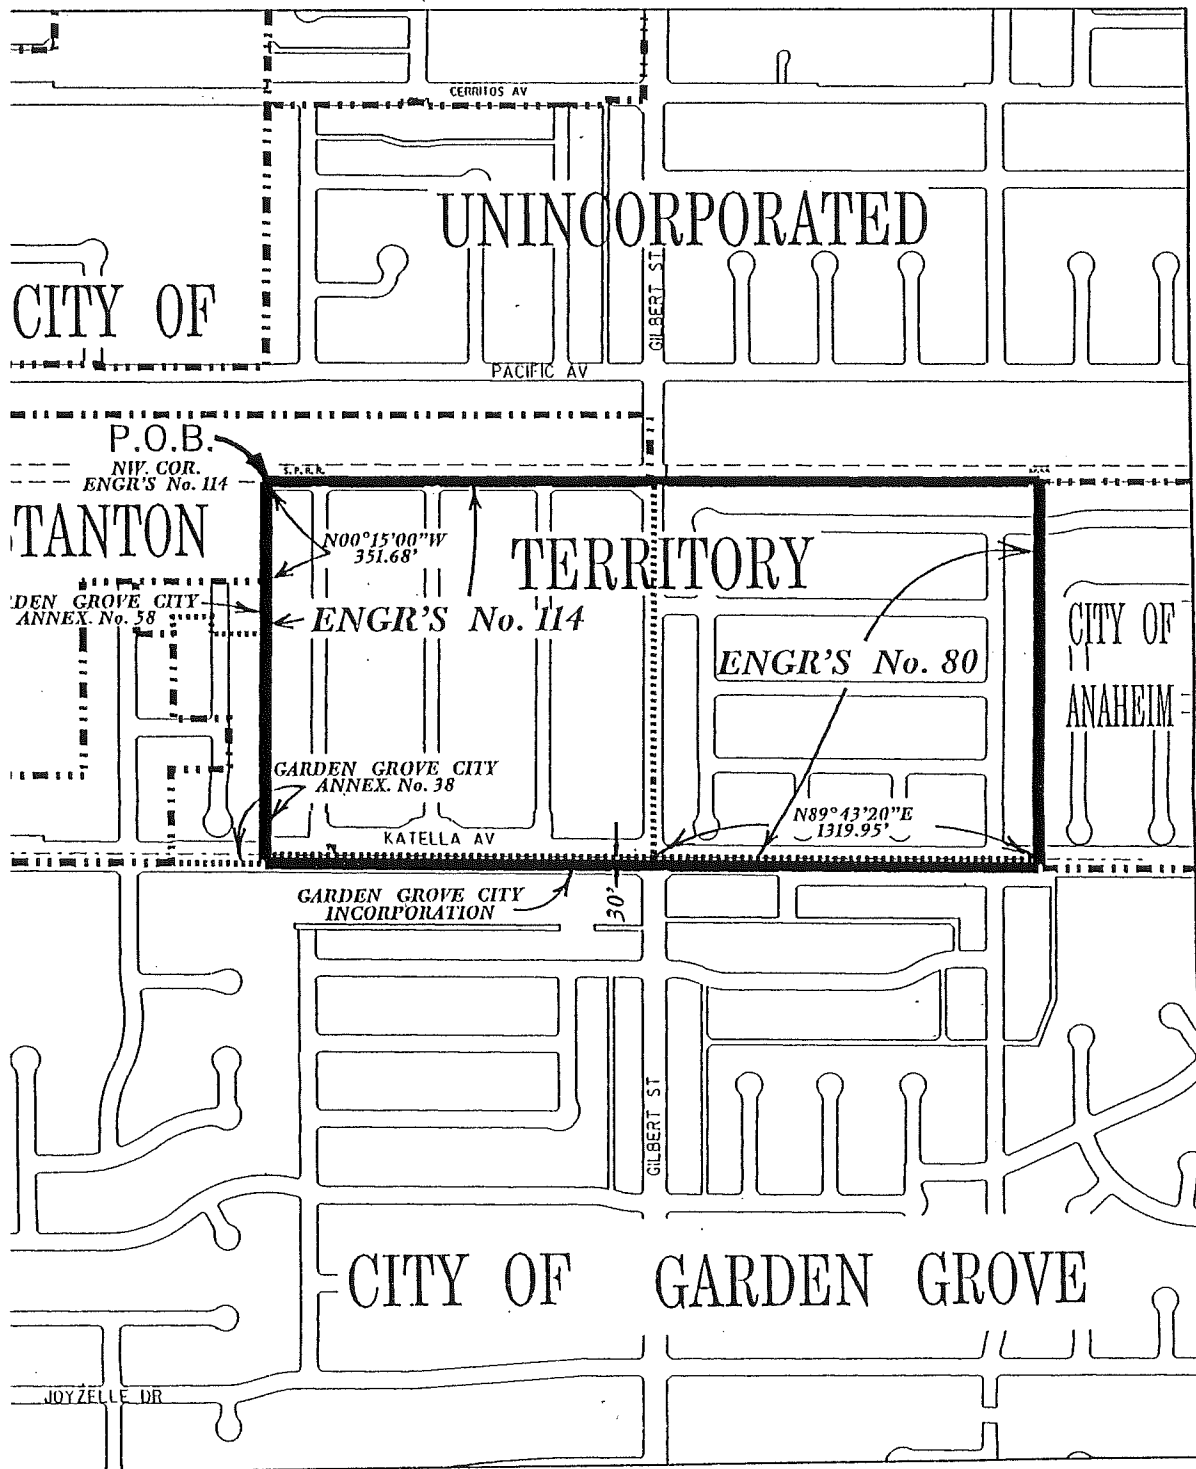 CERRITOS AV
UNINCORPORATED
GILBERT ST
CITY OF
PACIFIC AV
P.O.B.
NW. COR.
ENGR'S No. 114
S.P.R.R.
TANTON
N00°15'00"W
351.68'
TERRITORY
DEN GROVE CITY
ANNEX. No. 58
ENGR'S No. 114
CITY OF
ANAHEIM
ENGR'S No. 80
GARDEN GROVE CITY
ANNEX. No. 38
N89°43'20"E
1319.95'
KATELLA AV
GARDEN GROVE CITY
INCORPORATION
30'
GILBERT ST
CITY OF GARDEN GROVE
JOYZELLE DR